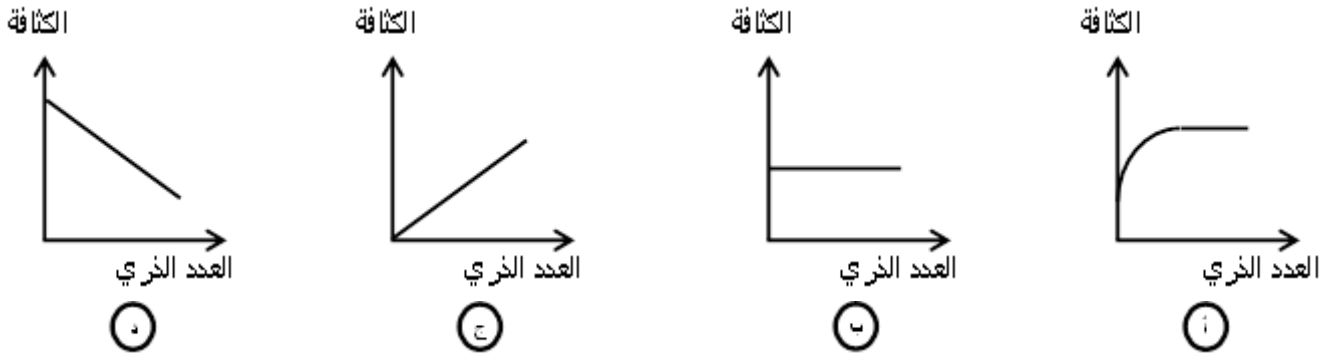 الكثافة الكثافة الكثافة الكثافة
العدد الذري العدد الذري العدد الذري العدد الذري
أ ب ج د